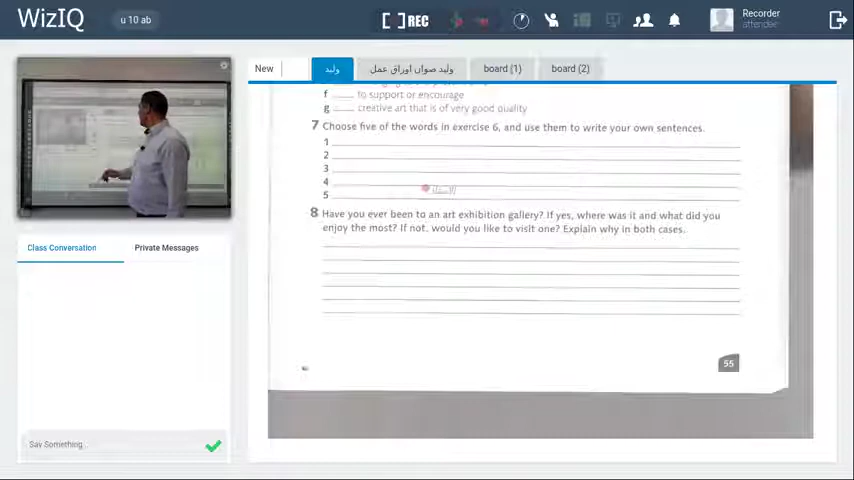 WizIQ
u 10 ab
[ ] REC
Recorder
attender
New
وليد
وليد صوان اوراق عمل
board (1)
board (2)
f ____ to support or encourage
g ____ creative art that is of very good quality
7 Choose five of the words in exercise 6, and use them to write your own sentences.
1
2
3
4
5
الاستاذ
8 Have you ever been to an art exhibition gallery? If yes, where was it and what did you
enjoy the most? If not, would you like to visit one? Explain why in both cases.
55
Class Conversation
Private Messages
Say Something...